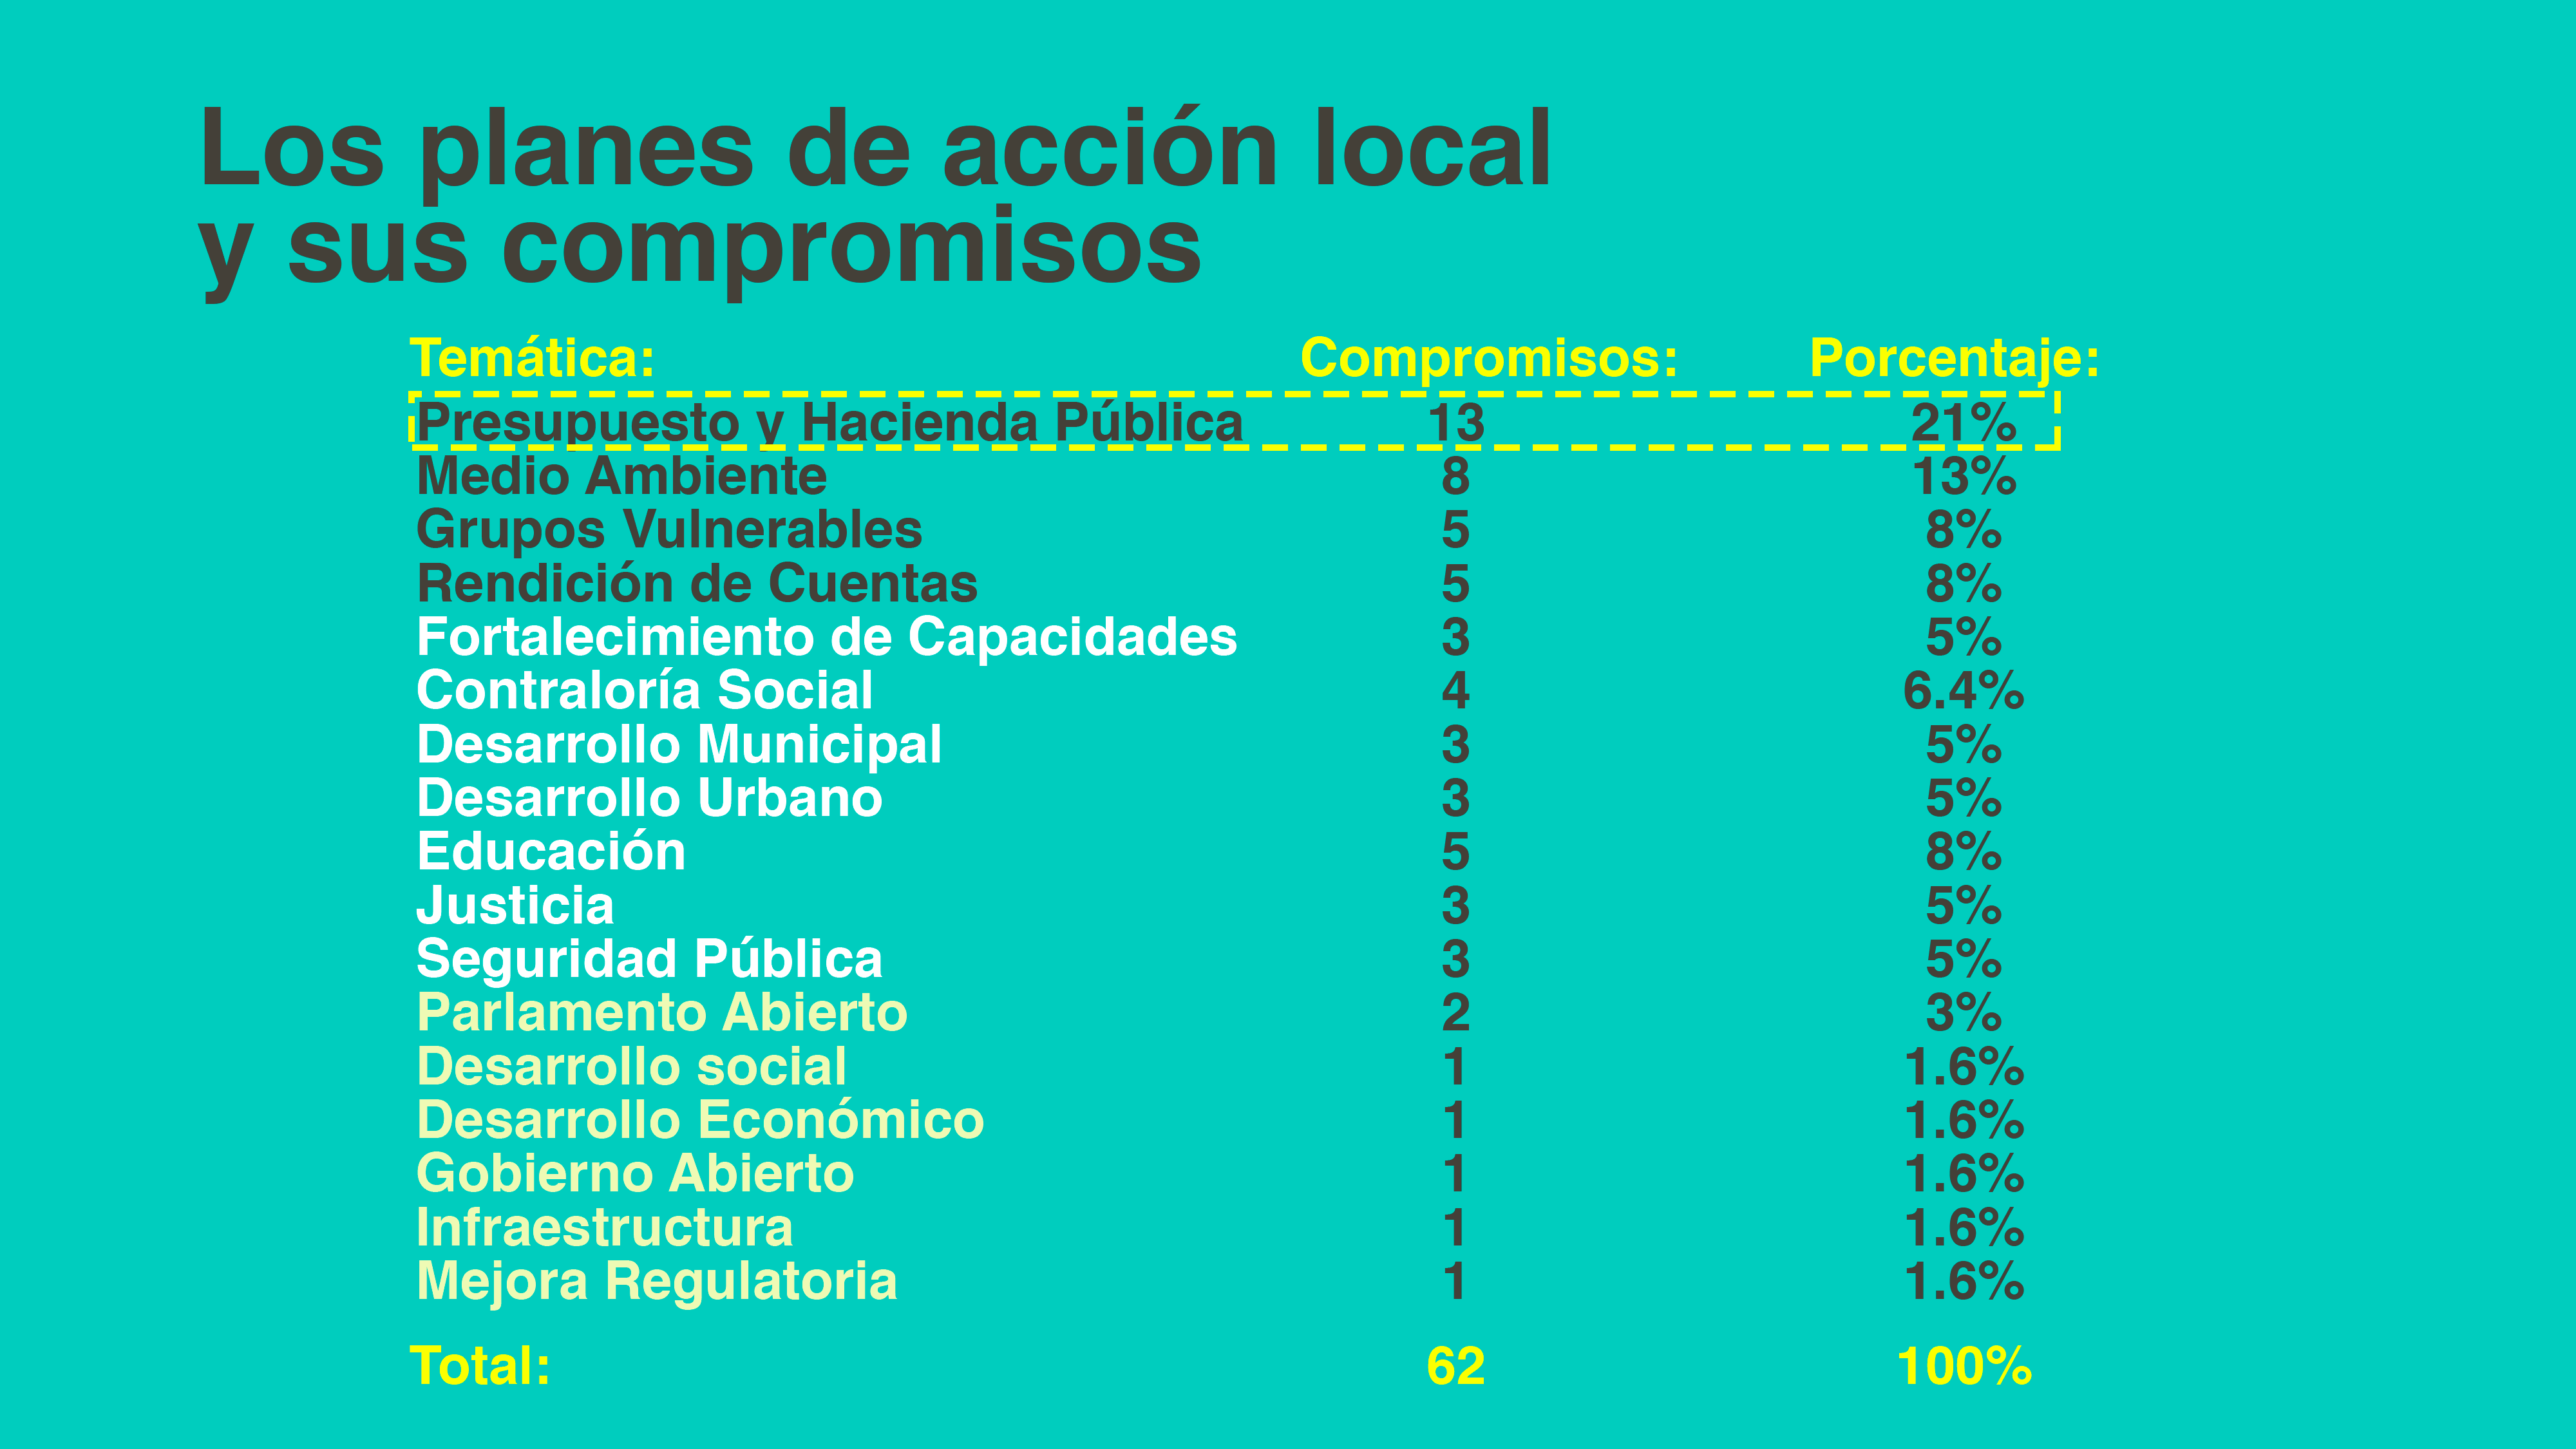 Los planes de acción local
y sus compromisos
Temática: Compromisos: Porcentaje:
Presupuesto y Hacienda Pública 13 21%
Medio Ambiente 8 13%
Grupos Vulnerables 5 8%
Rendición de Cuentas 5 8%
Fortalecimiento de Capacidades 3 5%
Contraloría Social 4 6.4%
Desarrollo Municipal 3 5%
Desarrollo Urbano 3 5%
Educación 5 8%
Justicia 3 5%
Seguridad Pública 3 5%
Parlamento Abierto 2 3%
Desarrollo social 1 1.6%
Desarrollo Económico 1 1.6%
Gobierno Abierto 1 1.6%
Infraestructura 1 1.6%
Mejora Regulatoria 1 1.6%
Total: 62 100%